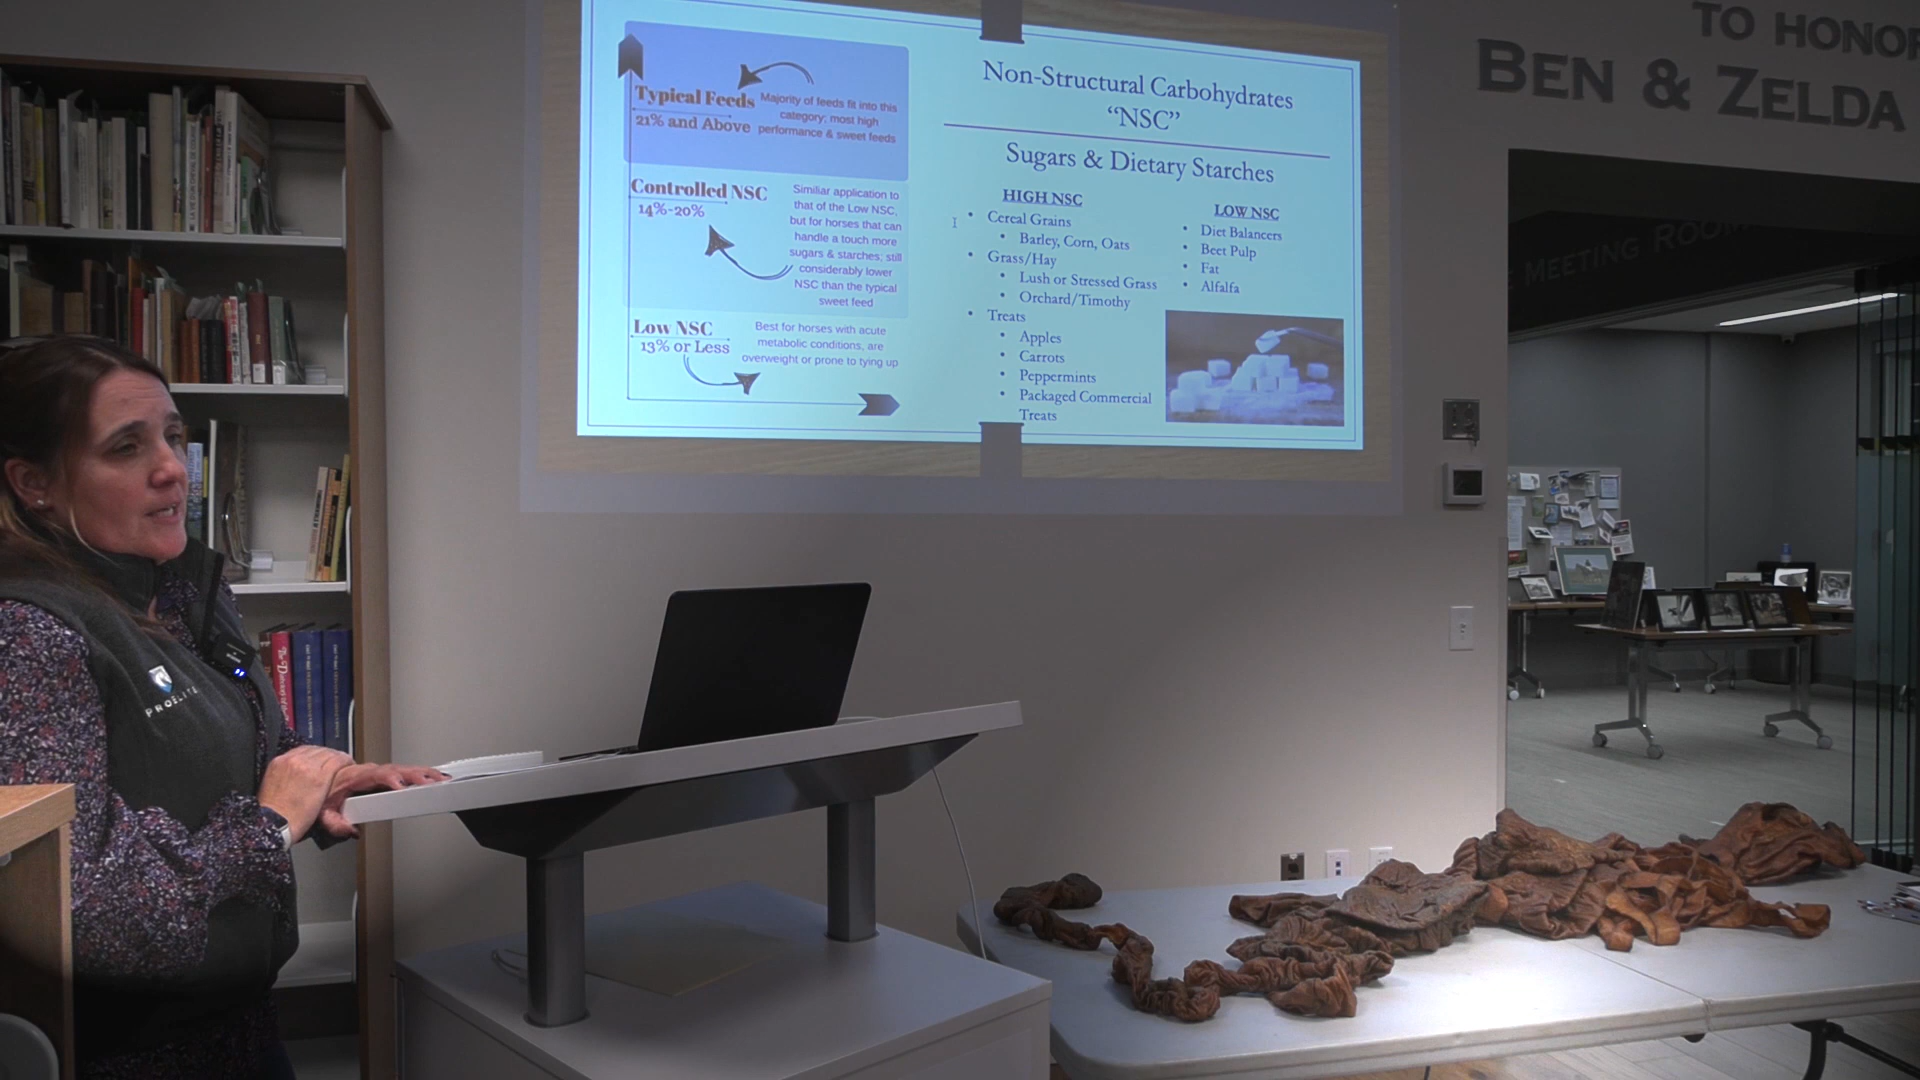 TO HONOR
BEN & ZELDA
MEETING ROOM
Typical Feeds
21% and Above
Majority of feeds fit into this
category; most high
performance & sweet feeds
Controlled NSC
14%-20%
Similiar application to
that of the Low NSC,
but for horses that can
handle a touch more
sugars & starches; still
considerably lower
NSC than the typical
sweet feed
Low NSC
13% or Less
Best for horses with acute
metabolic conditions, are
overweight or prone to tying up
Non-Structural Carbohydrates
“NSC”
Sugars & Dietary Starches
HIGH NSC
• Cereal Grains
• Barley, Corn, Oats
• Grass/Hay
• Lush or Stressed Grass
• Orchard/Timothy
• Treats
• Apples
• Carrots
• Peppermints
• Packaged Commercial
Treats
LOW NSC
• Diet Balancers
• Beet Pulp
• Fat
• Alfalfa